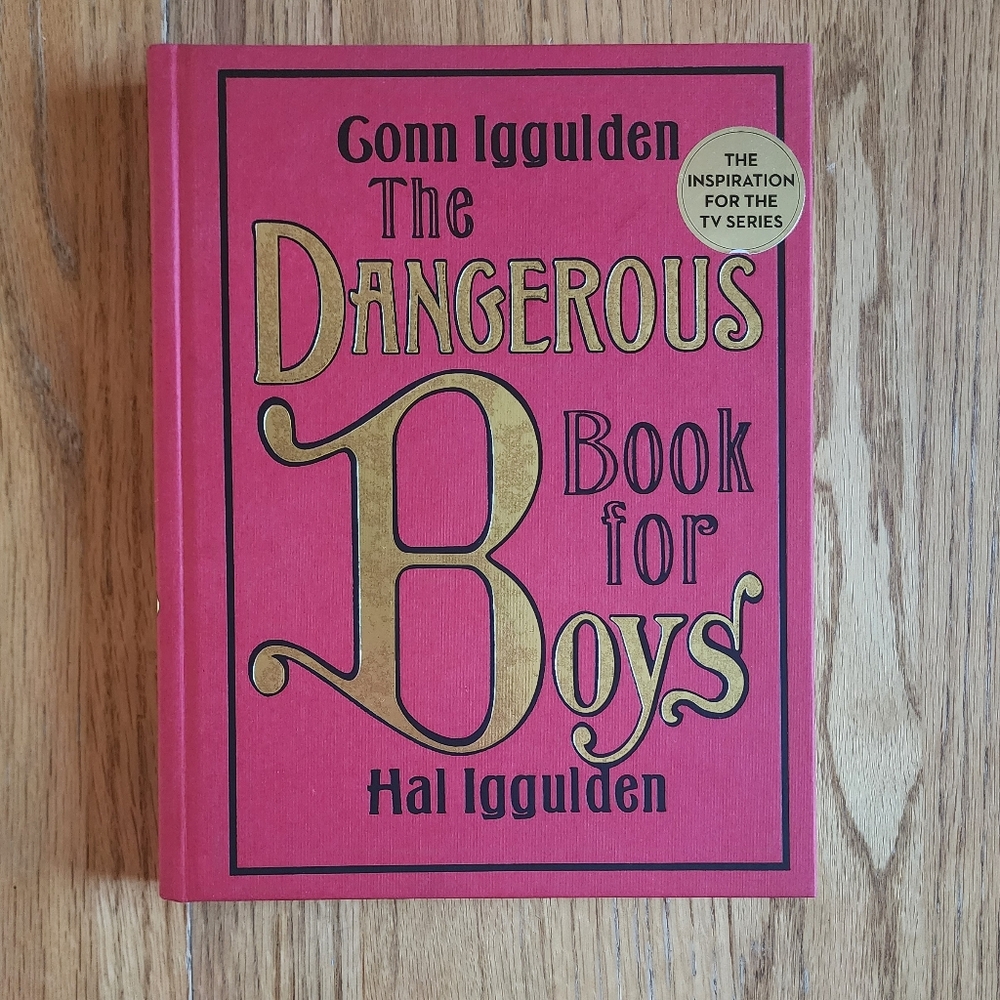 Conn Iggulden
The
DANGEROUS
Book
for
Boys
Hal Iggulden
THE
INSPIRATION
FOR THE
TV SERIES